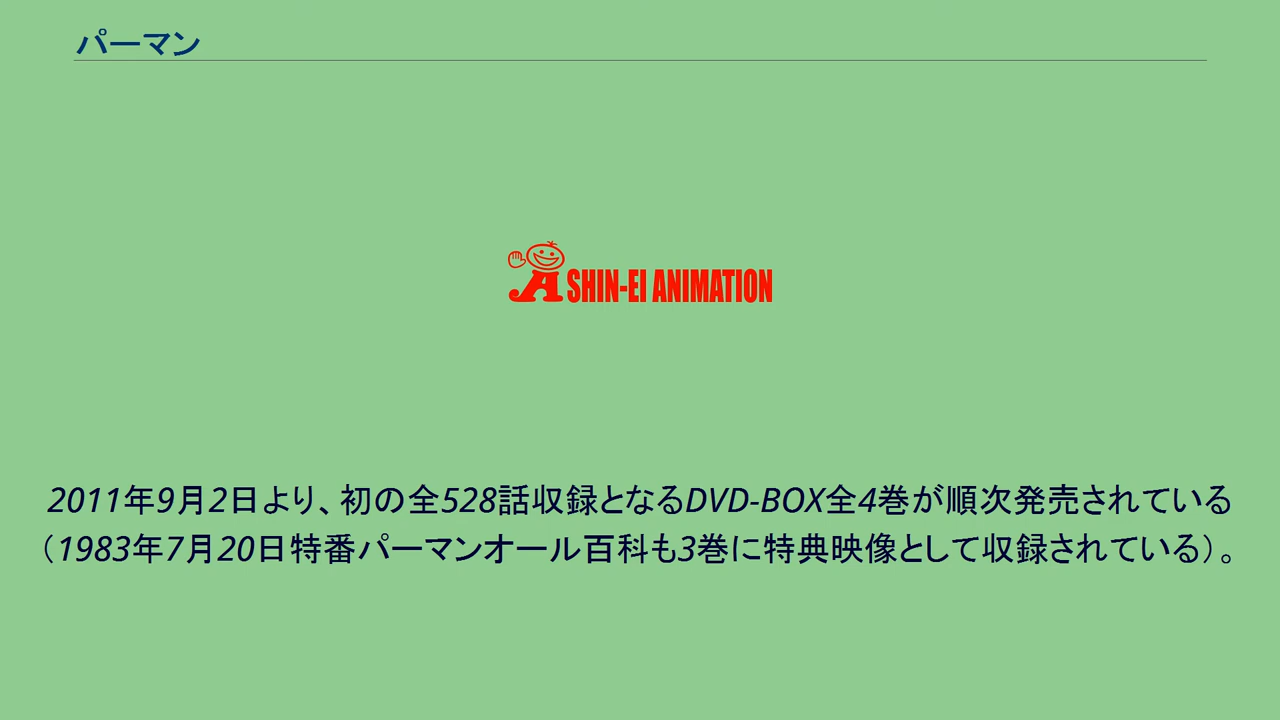 パーマン
SHIN-EI ANIMATION
2011年9月2日より、初の全528話収録となるDVD-BOX全4巻が順次発売されている
（1983年7月20日特番パーマンオール百科も3巻に特典映像として収録されている）。